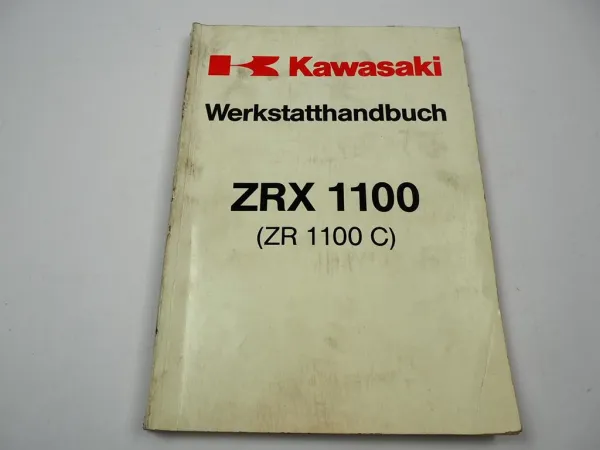 Kawasaki
Werkstatthandbuch
ZRX 1100
(ZR 1100 C)